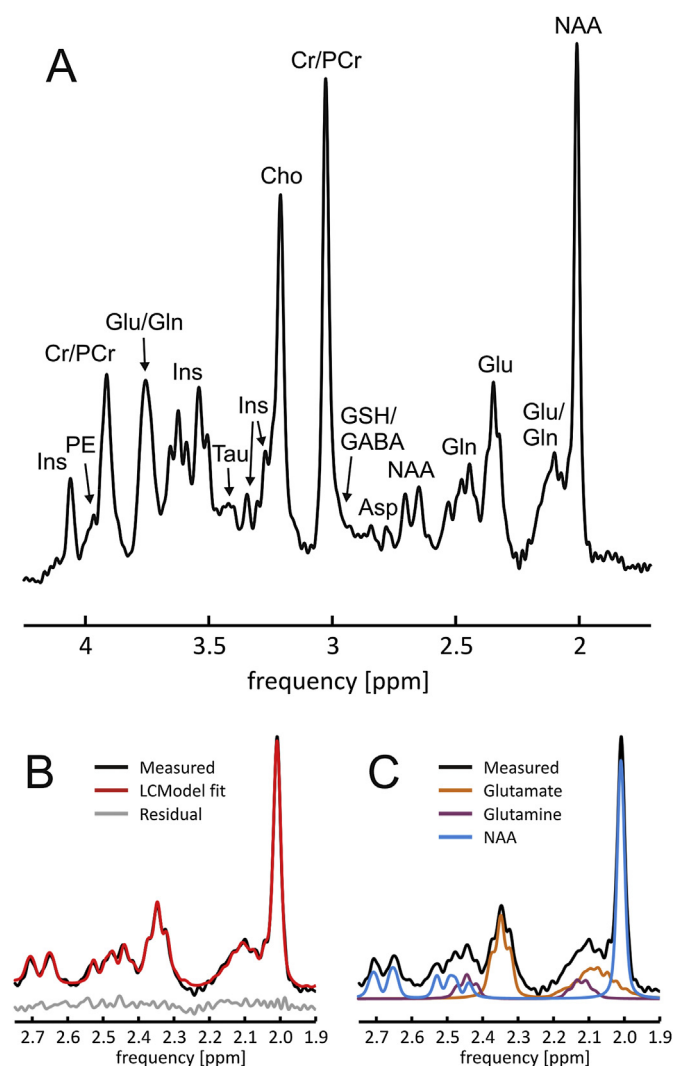 A
NAA
Cr/PCr
Cho
Glu/Gln
Cr/PCr
Ins
Glu
Ins
GSH/
GABA
Glu/
Gln
PE
Tau
Gln
NAA
Ins
Asp
4 3.5 3 2.5 2
frequency [ppm]
B
Measured
LCModel fit
Residual
2.7 2.6 2.5 2.4 2.3 2.2 2.1 2.0 1.9
frequency [ppm]
C
Measured
Glutamate
Glutamine
NAA
2.7 2.6 2.5 2.4 2.3 2.2 2.1 2.0 1.9
frequency [ppm]